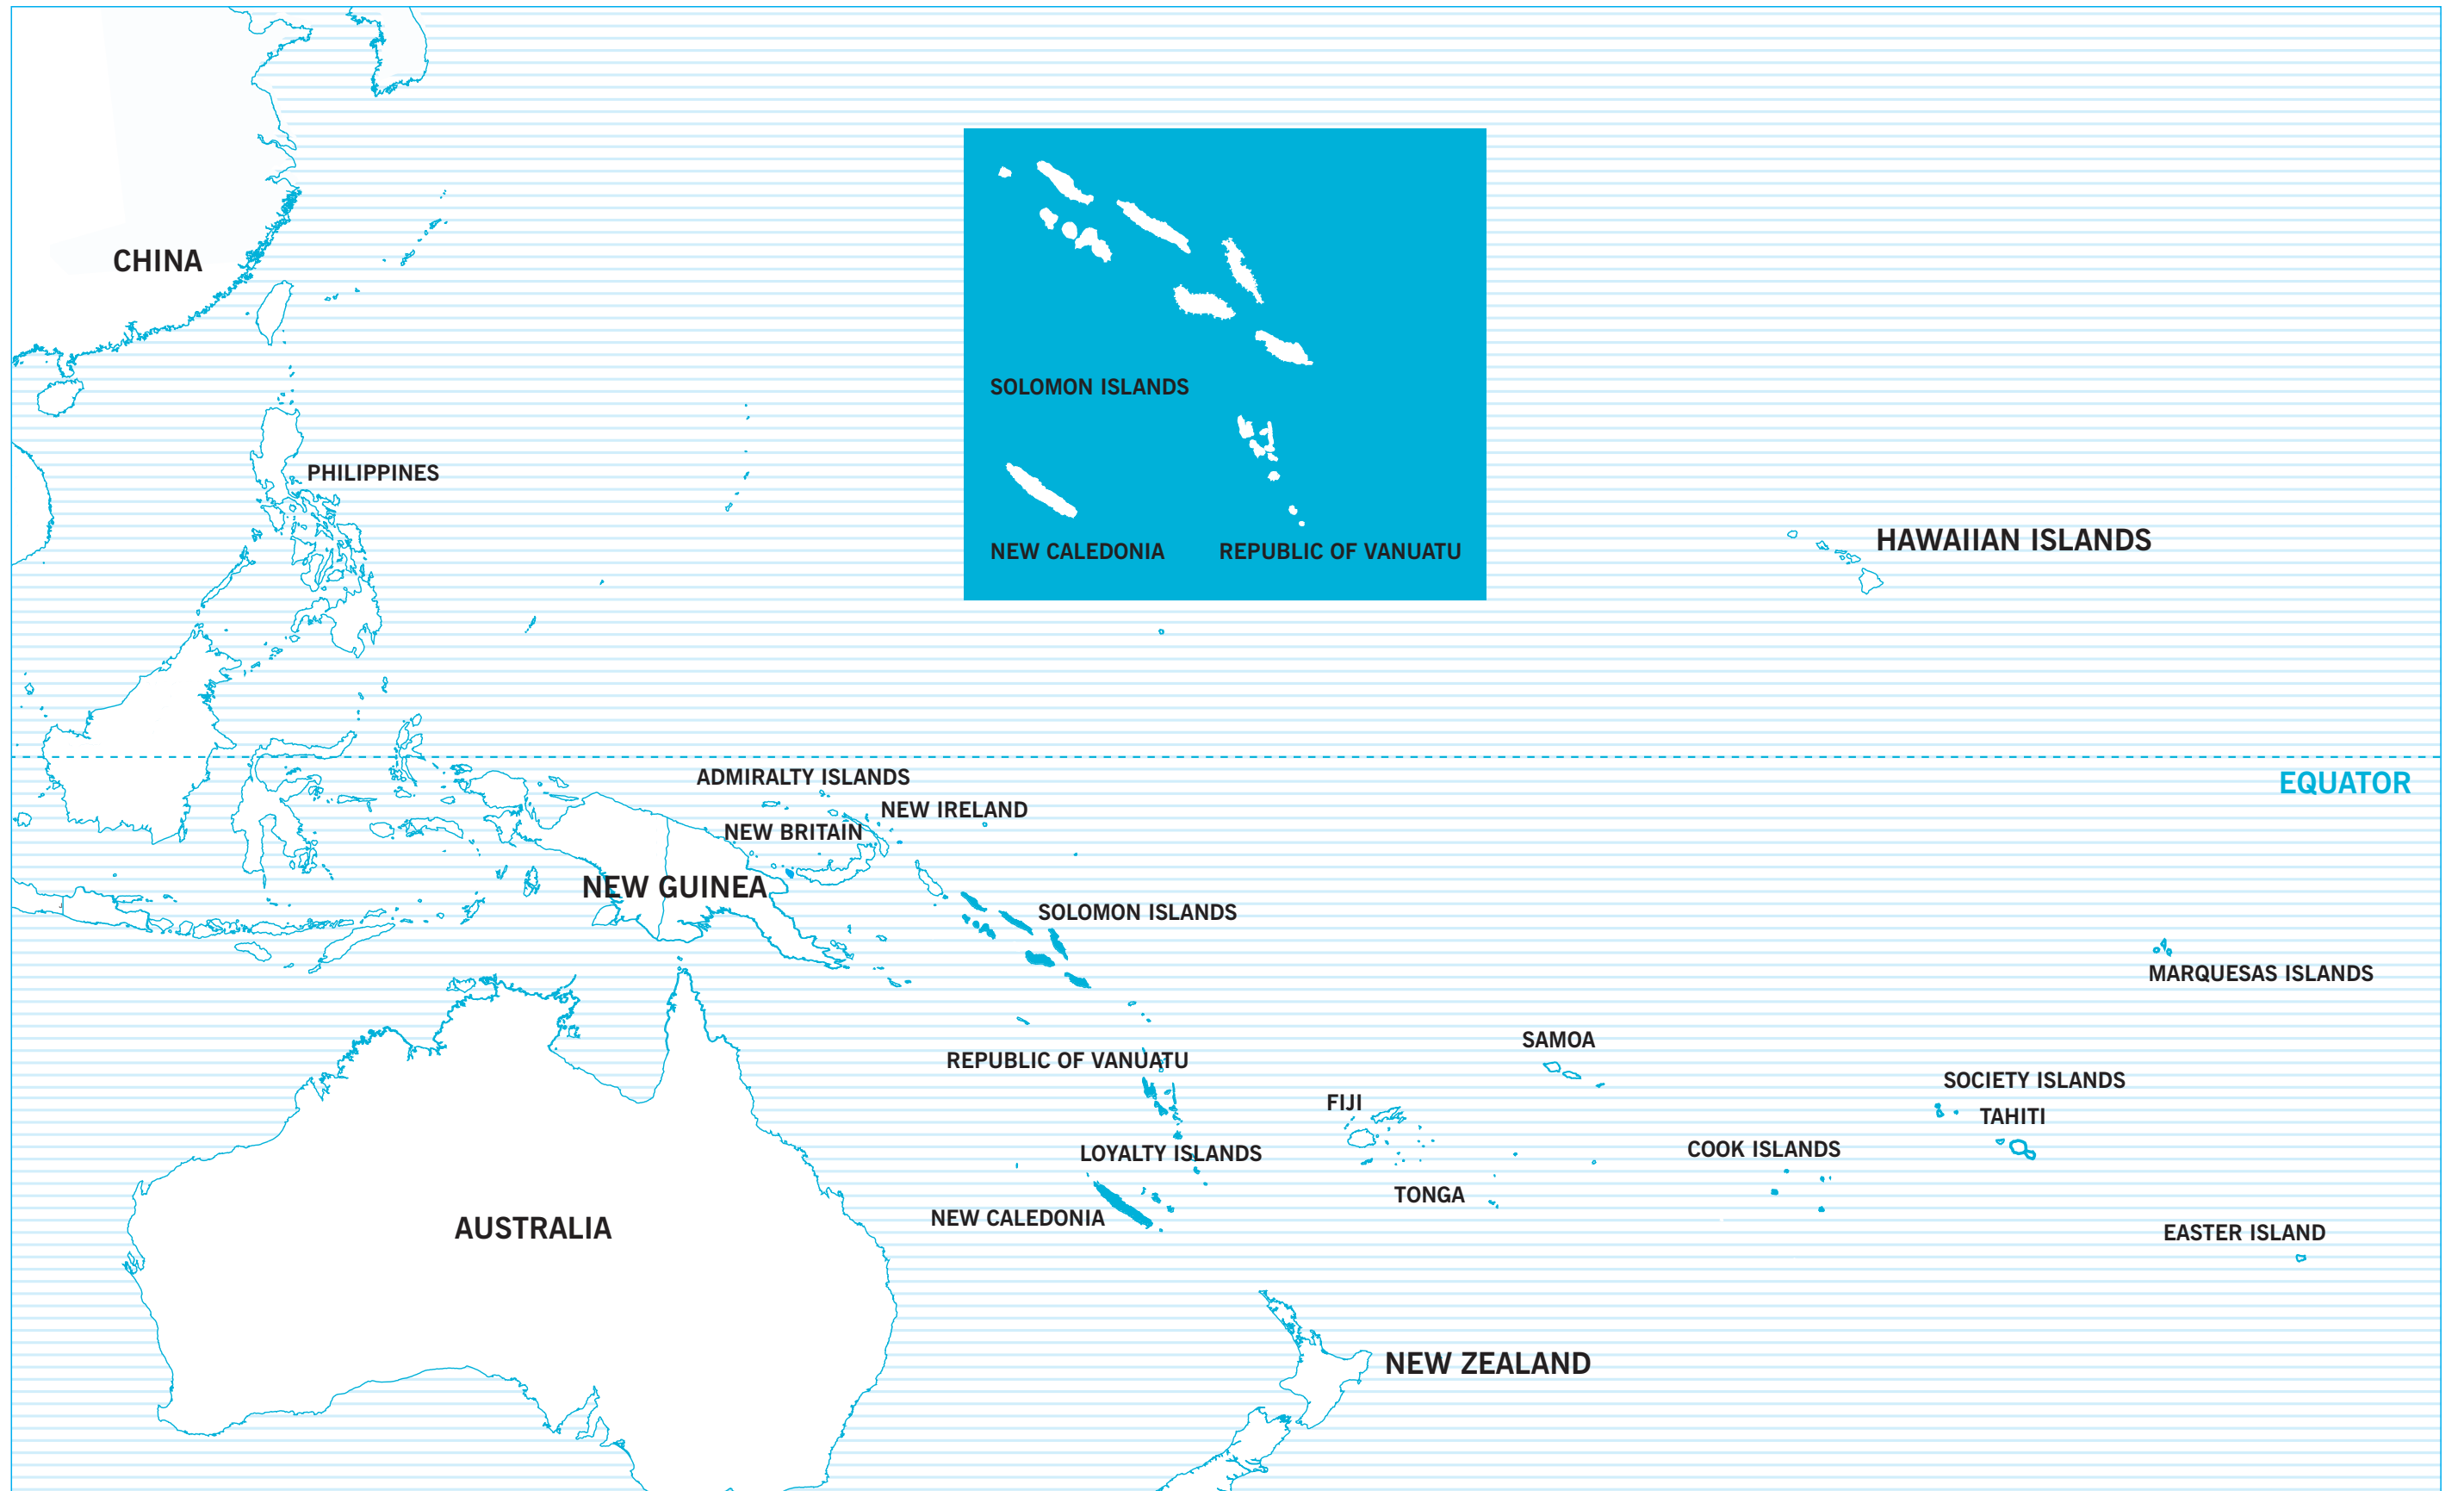 CHINA
SOLOMON ISLANDS
PHILIPPINES
NEW CALEDONIA
REPUBLIC OF VANUATU
HAWAIIAN ISLANDS
EQUATOR
ADMIRALTY ISLANDS
NEW IRELAND
NEW BRITAIN
NEW GUINEA
SOLOMON ISLANDS
MARQUESAS ISLANDS
SAMOA
REPUBLIC OF VANUATU
SOCIETY ISLANDS
FIJI
TAHITI
LOYALTY ISLANDS
COOK ISLANDS
TONGA
NEW CALEDONIA
AUSTRALIA
EASTER ISLAND
NEW ZEALAND